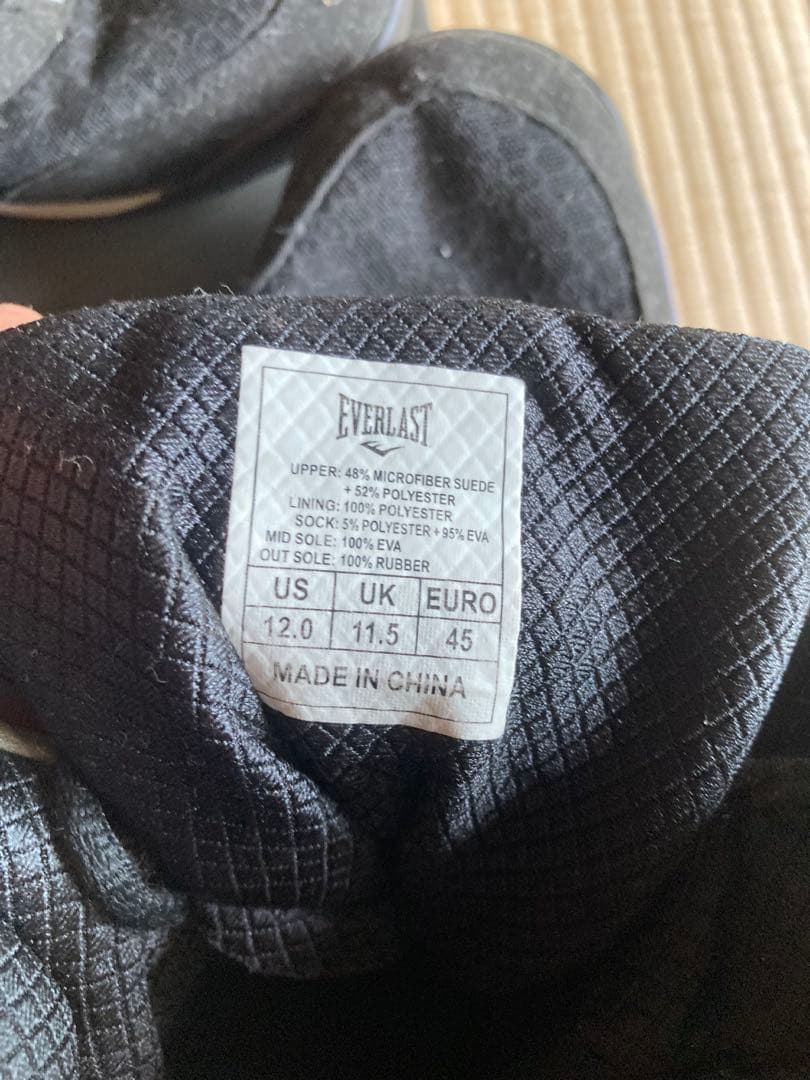 EVERLAST
UPPER: 48% MICROFIBER SUEDE
+ 52% POLYESTER
LINING: 100% POLYESTER
SOCK: 5% POLYESTER + 95% EVA
MID SOLE: 100% EVA
OUT SOLE: 100% RUBBER
US UK EURO
12.0 11.5 45
MADE IN CHINA